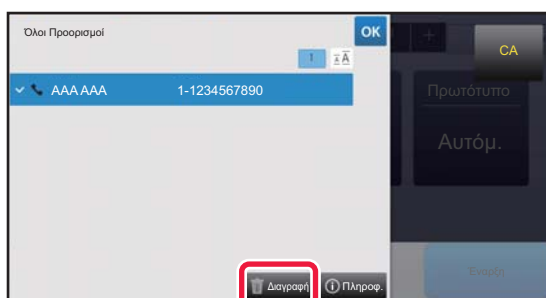 Όλοι Προορισμοί
OK
CA
1
AAA AAA 1-1234567890
Πρωτότυπο
Αυτόμ.
Διαγραφή
Πληροφ.
Έναρξη